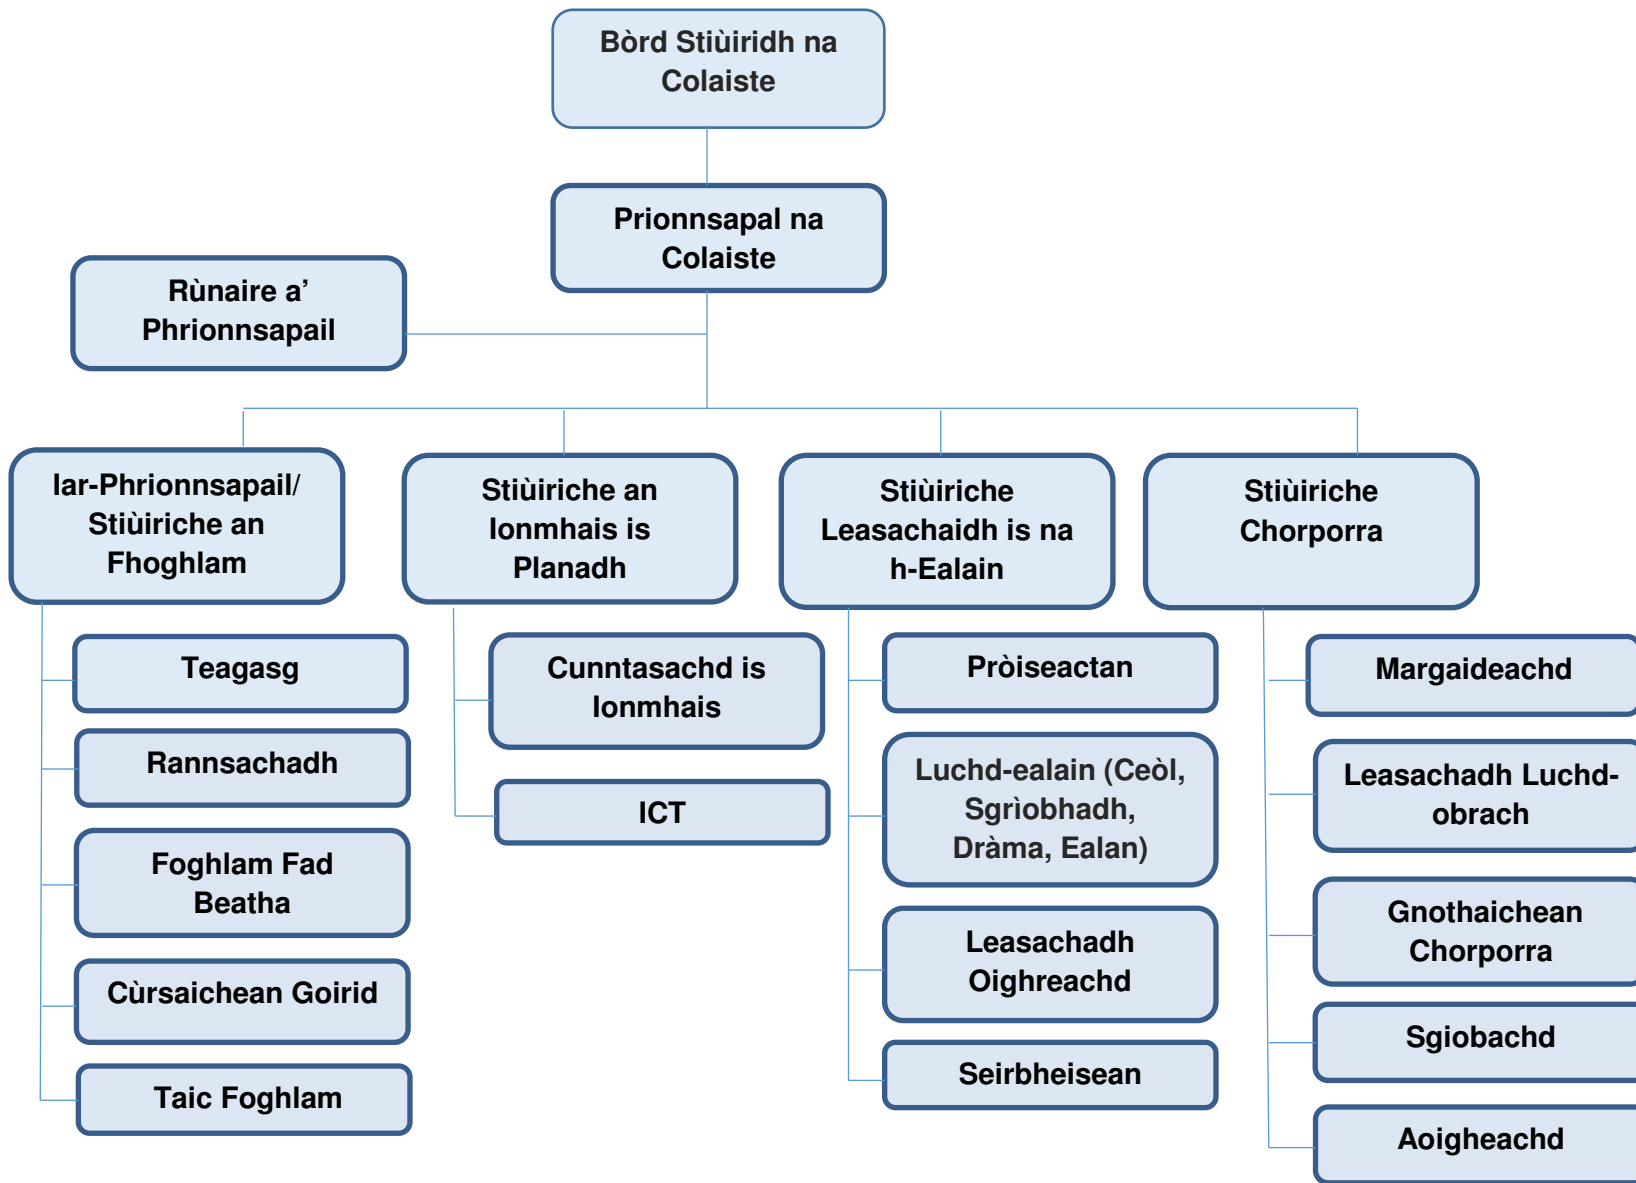 Bòrd Stiùiridh na
Colaiste
Prionnsapal na
Colaiste
Rùnaire a’
Phrionnsapail
Iar-Phrionnsapail/
Stiùiriche an
Fhoghlam
Stiùiriche an
Ionmhais is
Planadh
Stiùiriche
Leasachaidh is na
h-Ealain
Stiùiriche
Chorporra
Teagasg
Rannsachadh
Foghlam Fad
Beatha
Cùrsaichean Goirid
Taic Foghlam
Cunntasachd is
Ionmhais
ICT
Pròiseactan
Luchd-ealain (Ceòl,
Sgrìobhadh,
Dràma, Ealan)
Leasachadh
Oighreachd
Seirbheisean
Margaideachd
Leasachadh Luchd-
obrach
Gnothaichean
Chorporra
Sgiobachd
Aoigheachd